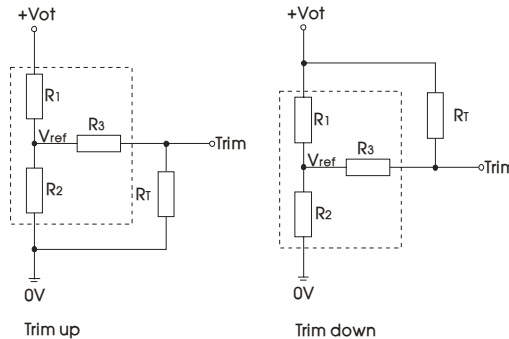 +Vot
R1
Vref
R3
Trim
R2
RT
0V
Trim up
+Vot
R1
RT
Vref
R3
Trim
R2
0V
Trim down